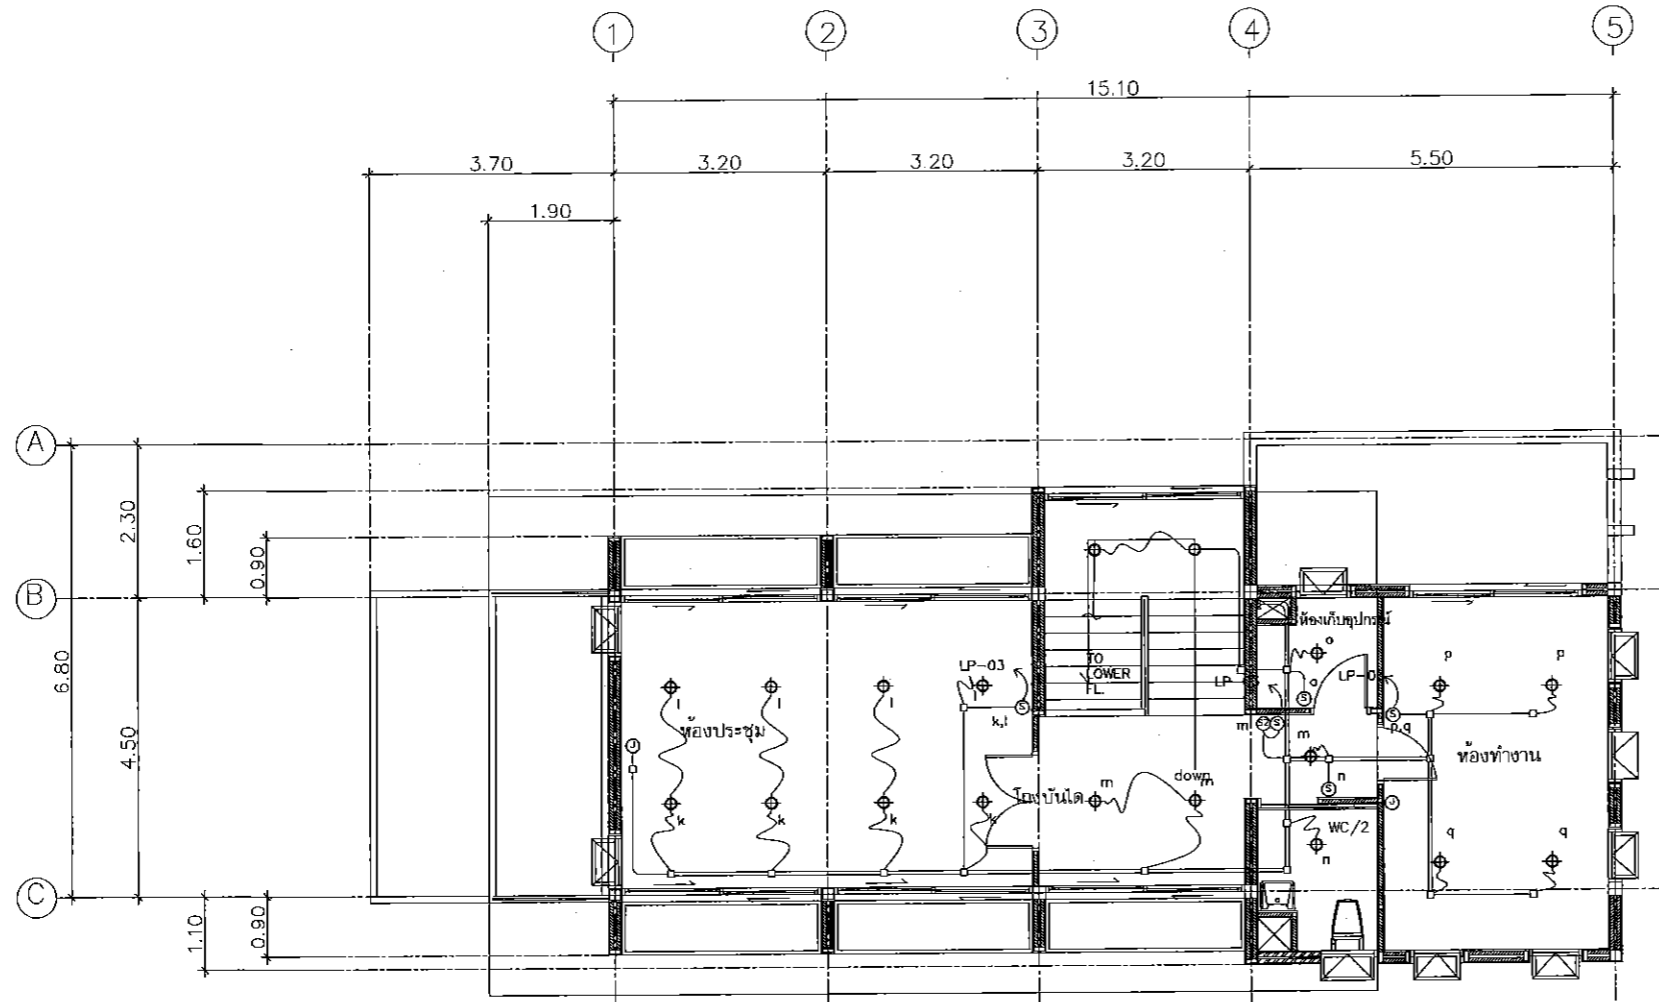 1 2 3 4 5
15.10
3.70 3.20 3.20 3.20 5.50
1.90
A
B
C
6.80
2.30
4.50
1.60
0.90
1.10
0.90
ห้องเก็บอุปกรณ์
o
p p
LP-03
TO
LOWER
FL.
LP
o
LP-0
S
l l l l
S
k,l
m
S2 S
S
p,q
ห้องประชุม
J
m
ห้องทำงาน
down
n
m
m
โถงบันได
S
J
k k k k
WC/2
n
q q